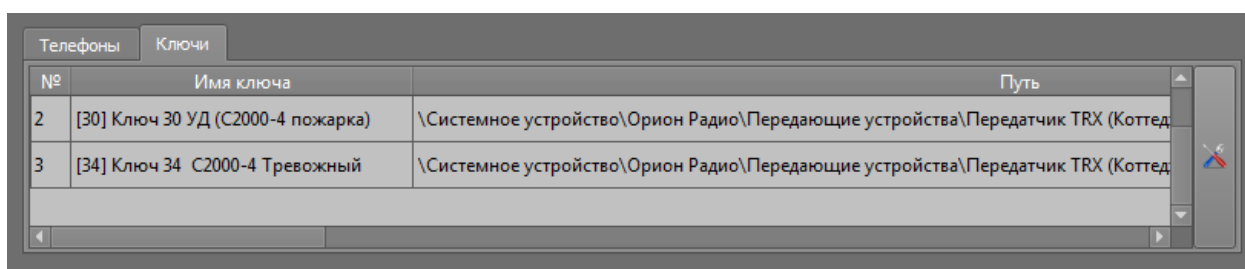 Телефоны Ключи
№ Имя ключа Путь
2 [30] Ключ 30 УД (С2000-4 пожарка) \Системное устройство\Орион Радио\Передающие устройства\Передатчик TRX (Коттед
3 [34] Ключ 34 С2000-4 Тревожный \Системное устройство\Орион Радио\Передающие устройства\Передатчик TRX (Коттед